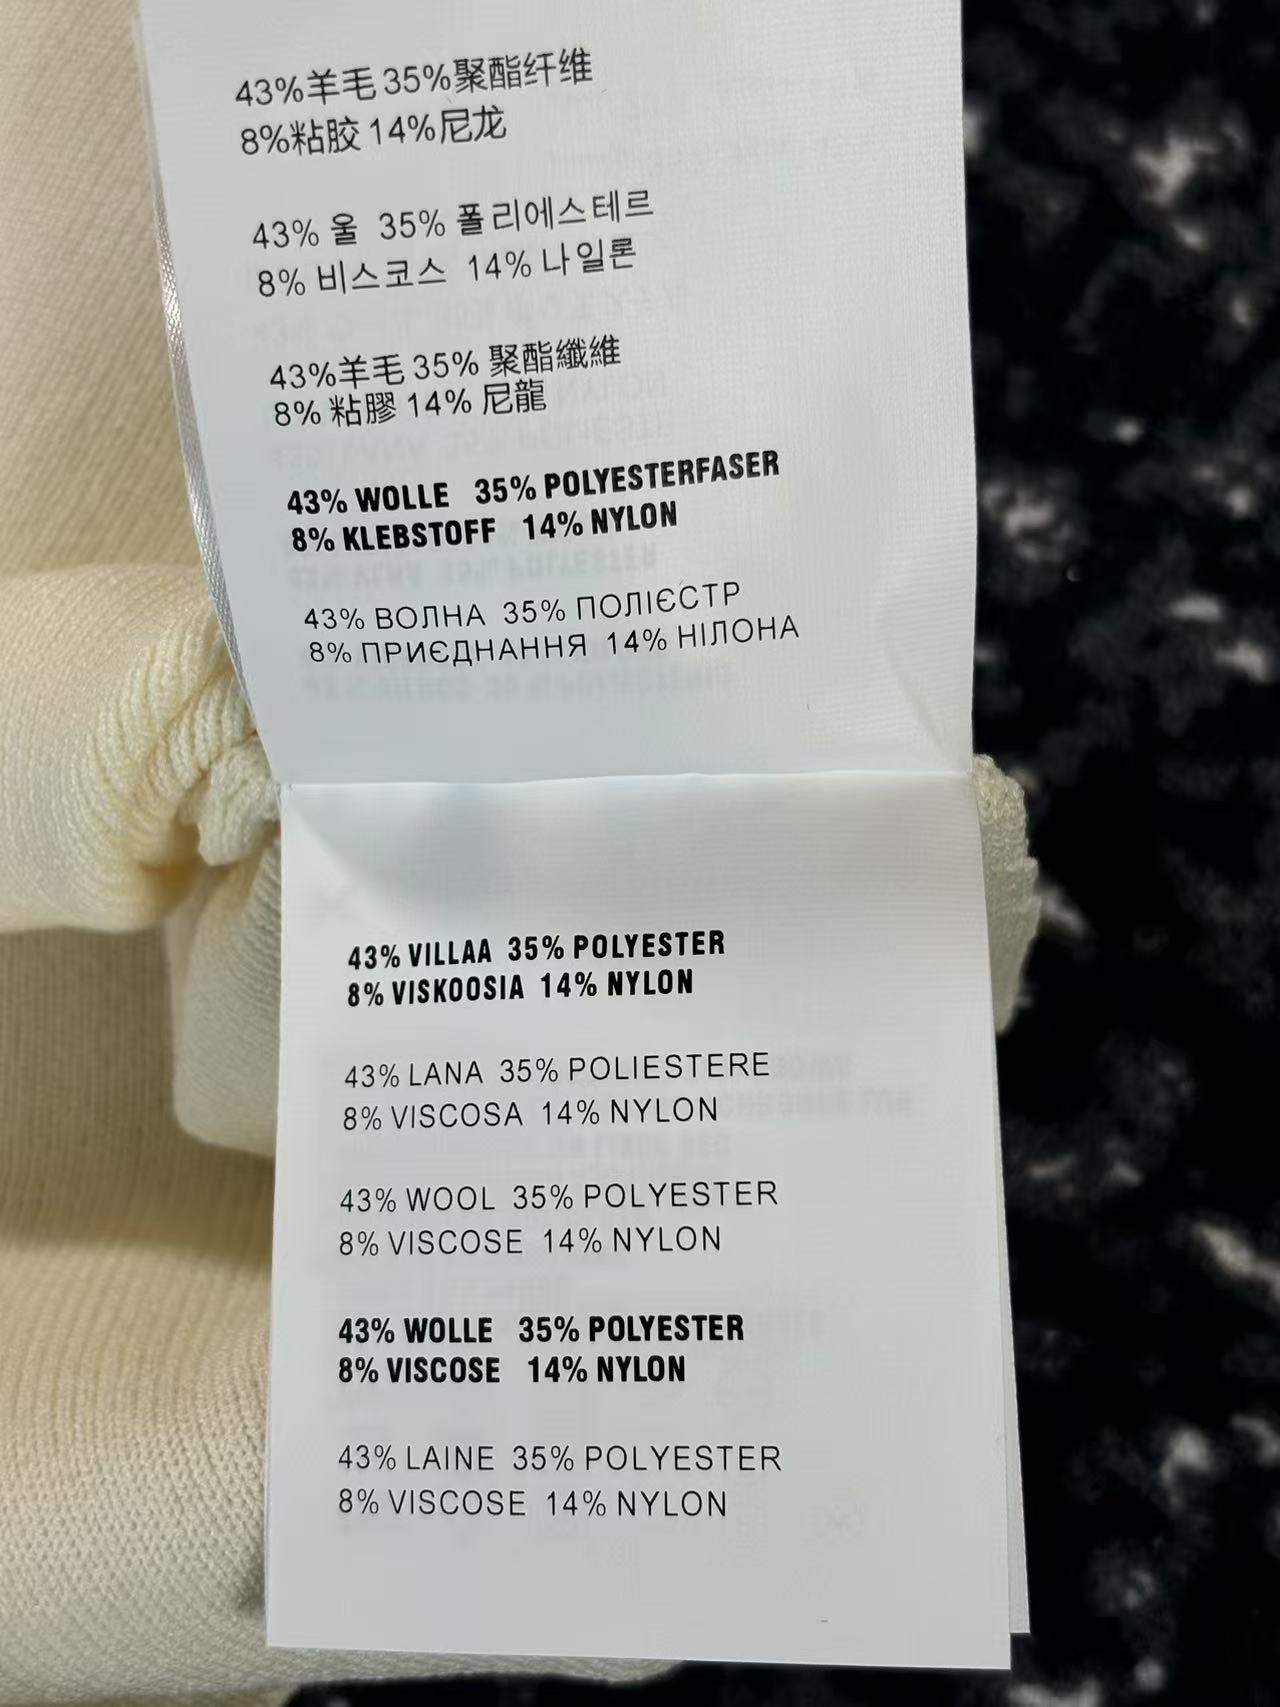 43%羊毛 35%聚酯纤维
8%粘胶 14%尼龙
43% 울 35% 폴리에스테르
8% 비스코스 14% 나일론
43%羊毛 35% 聚酯纖維
8% 粘膠 14% 尼龍
43% WOLLE 35% POLYESTERFASER
8% KLEBSTOFF 14% NYLON
43% ВОЛНА 35% ПОЛІЄСТР
8% ПРИЄДНАННЯ 14% НІЛОНА
43% VILLAA 35% POLYESTER
8% VISKOOSIA 14% NYLON
43% LANA 35% POLIESTERE
8% VISCOSA 14% NYLON
43% WOOL 35% POLYESTER
8% VISCOSE 14% NYLON
43% WOLLE 35% POLYESTER
8% VISCOSE 14% NYLON
43% LAINE 35% POLYESTER
8% VISCOSE 14% NYLON